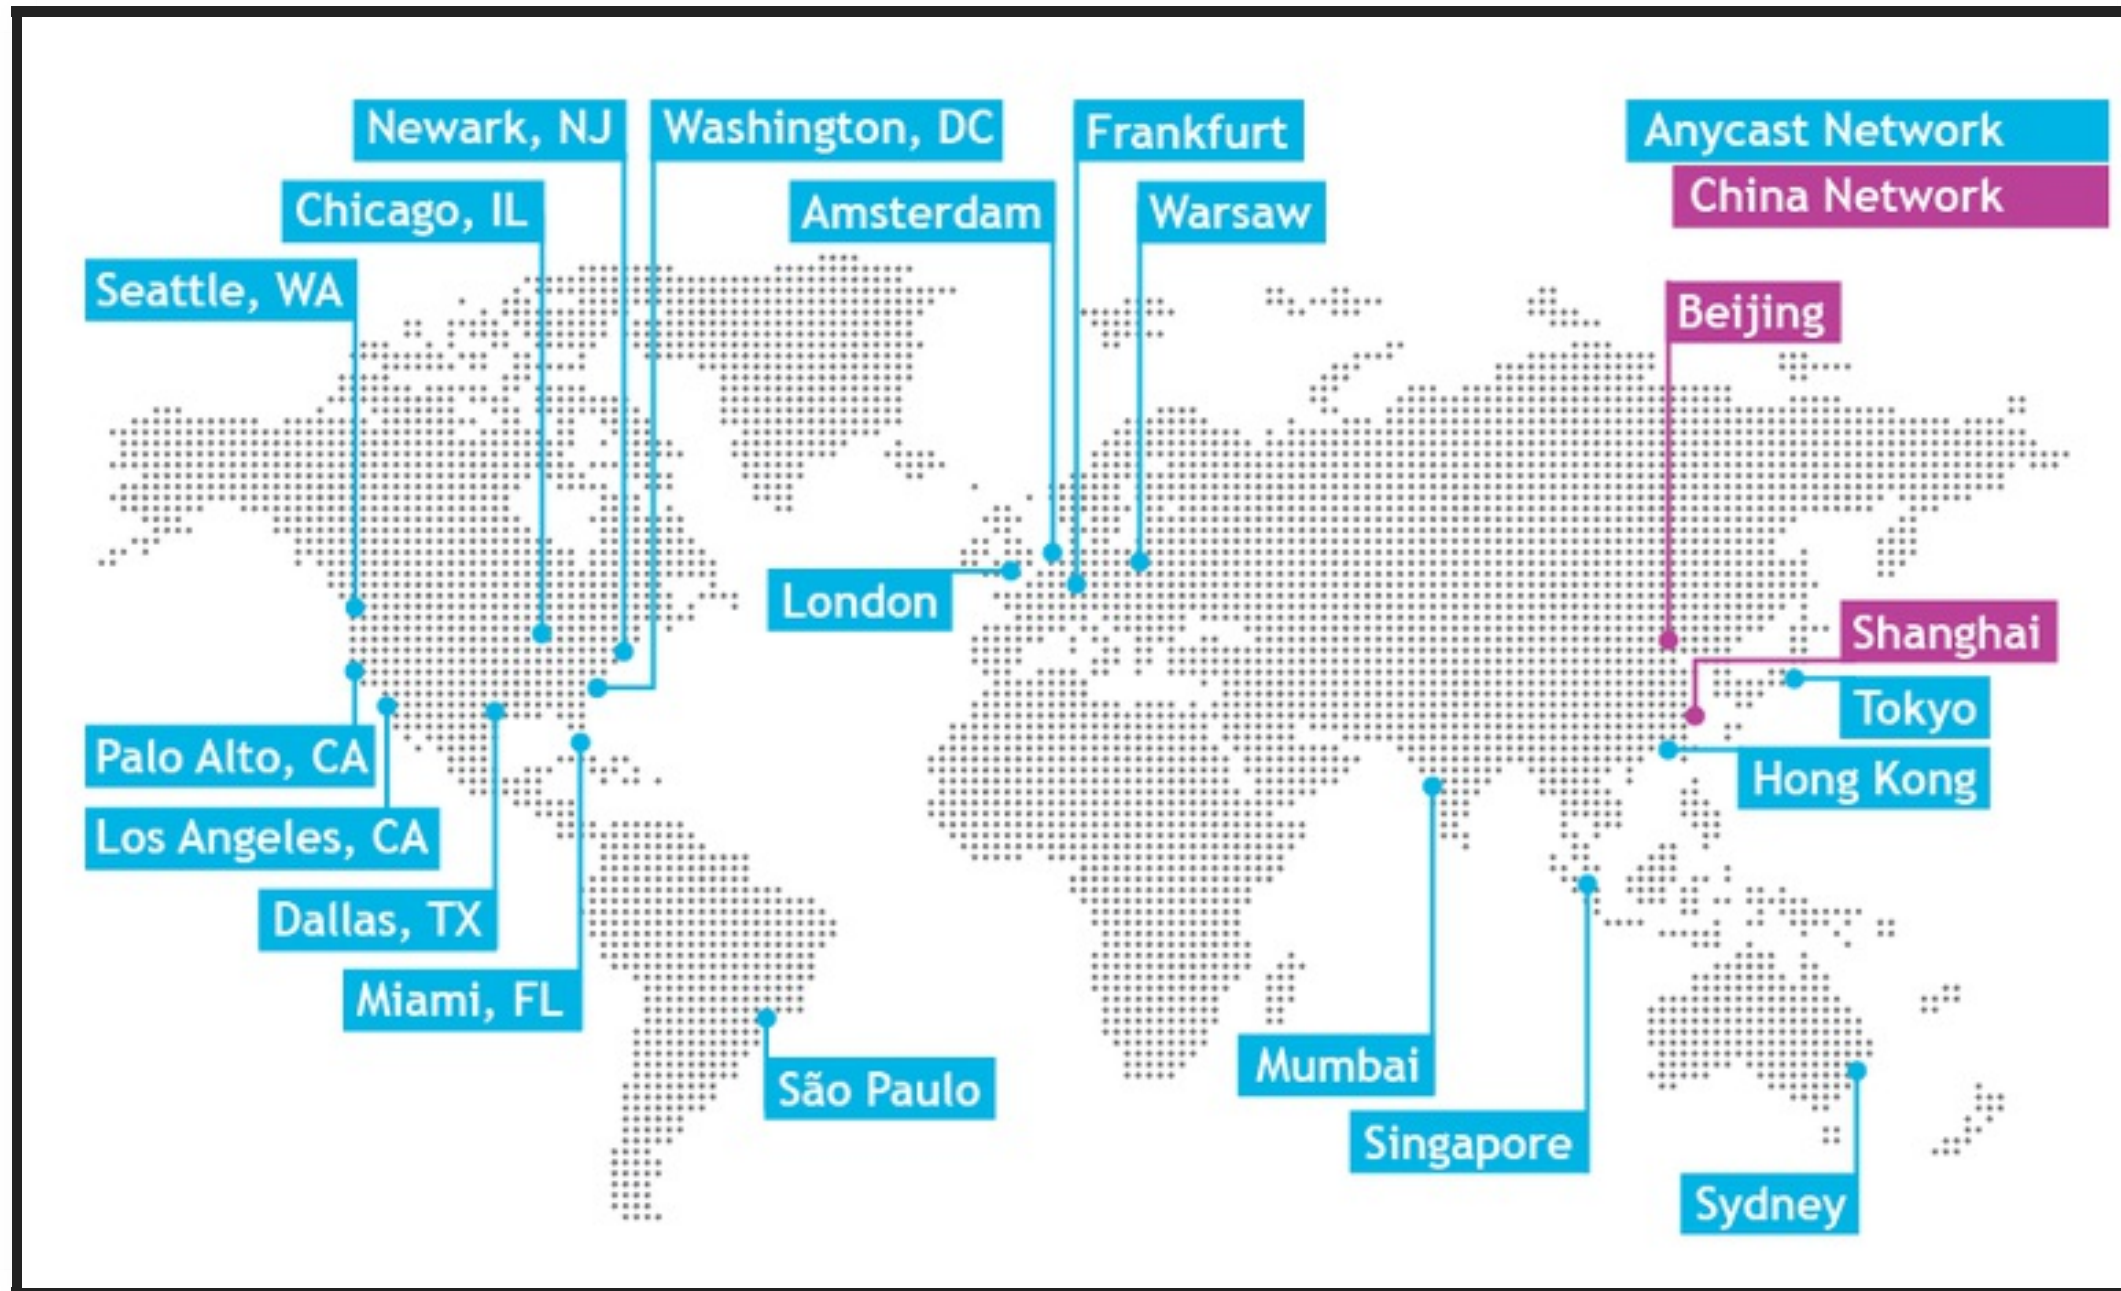 Newark, NJ
Washington, DC
Frankfurt
Anycast Network
China Network
Chicago, IL
Amsterdam
Warsaw
Seattle, WA
Beijing
London
Shanghai
Tokyo
Palo Alto, CA
Hong Kong
Los Angeles, CA
Dallas, TX
Miami, FL
São Paulo
Mumbai
Singapore
Sydney